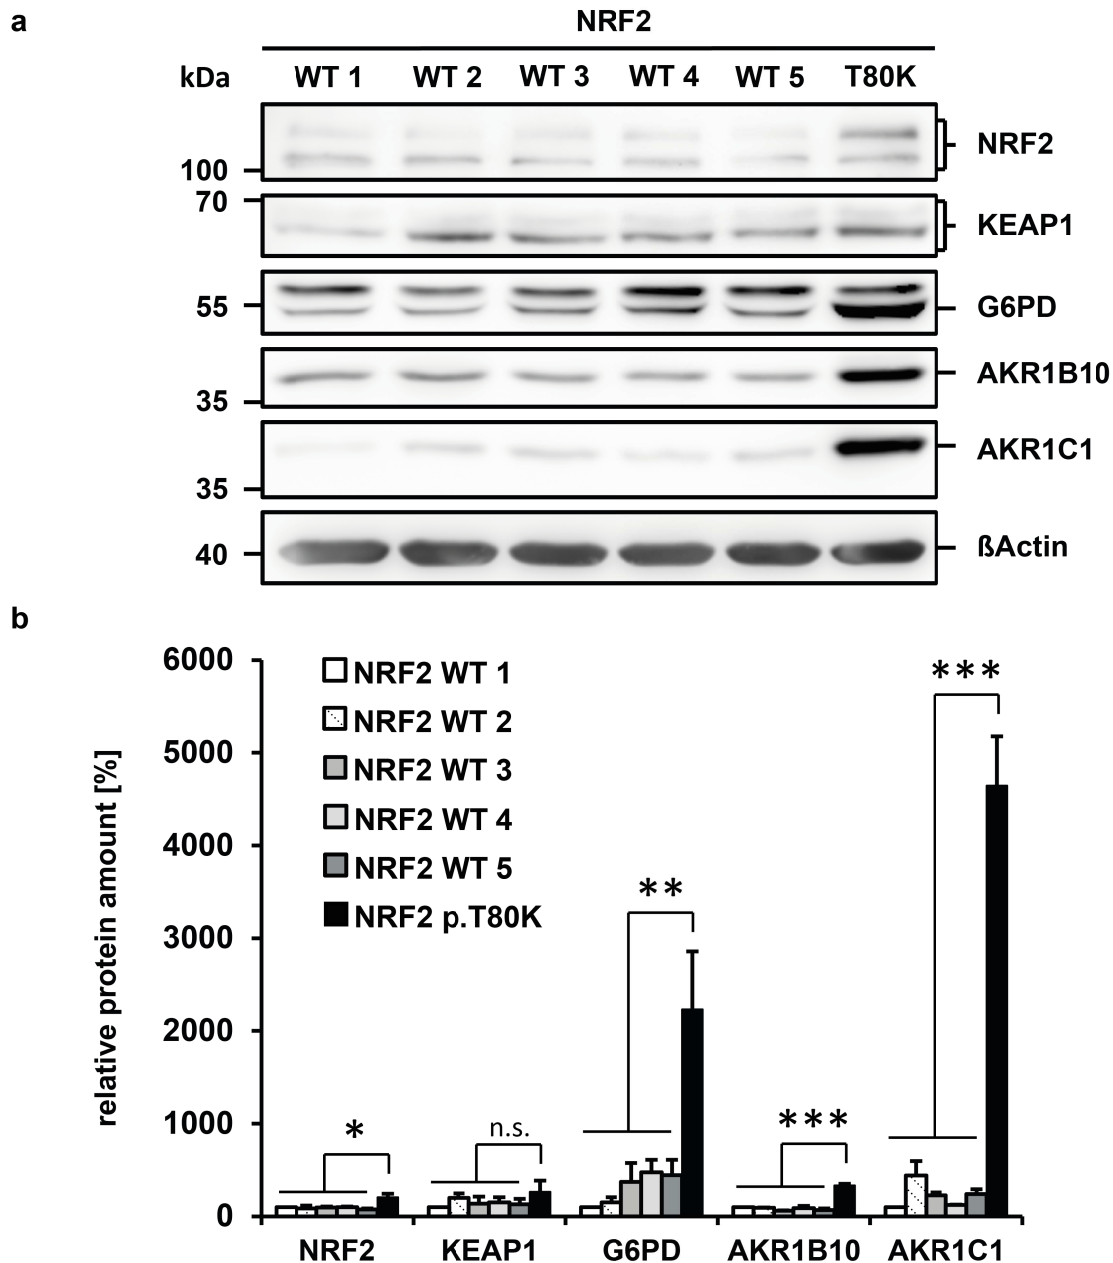 a
NRF2
kDa WT 1 WT 2 WT 3 WT 4 WT 5 T80K
NRF2
100
70
KEAP1
55 G6PD
AKR1B10
35
AKR1C1
35
40 ßActin
b
6000
5000
4000
3000
2000
1000
0
relative protein amount [%]
NRF2 WT 1
NRF2 WT 2
NRF2 WT 3
NRF2 WT 4
NRF2 WT 5
NRF2 p.T80K
*
n.s.
**
***
***
NRF2 KEAP1 G6PD AKR1B10 AKR1C1